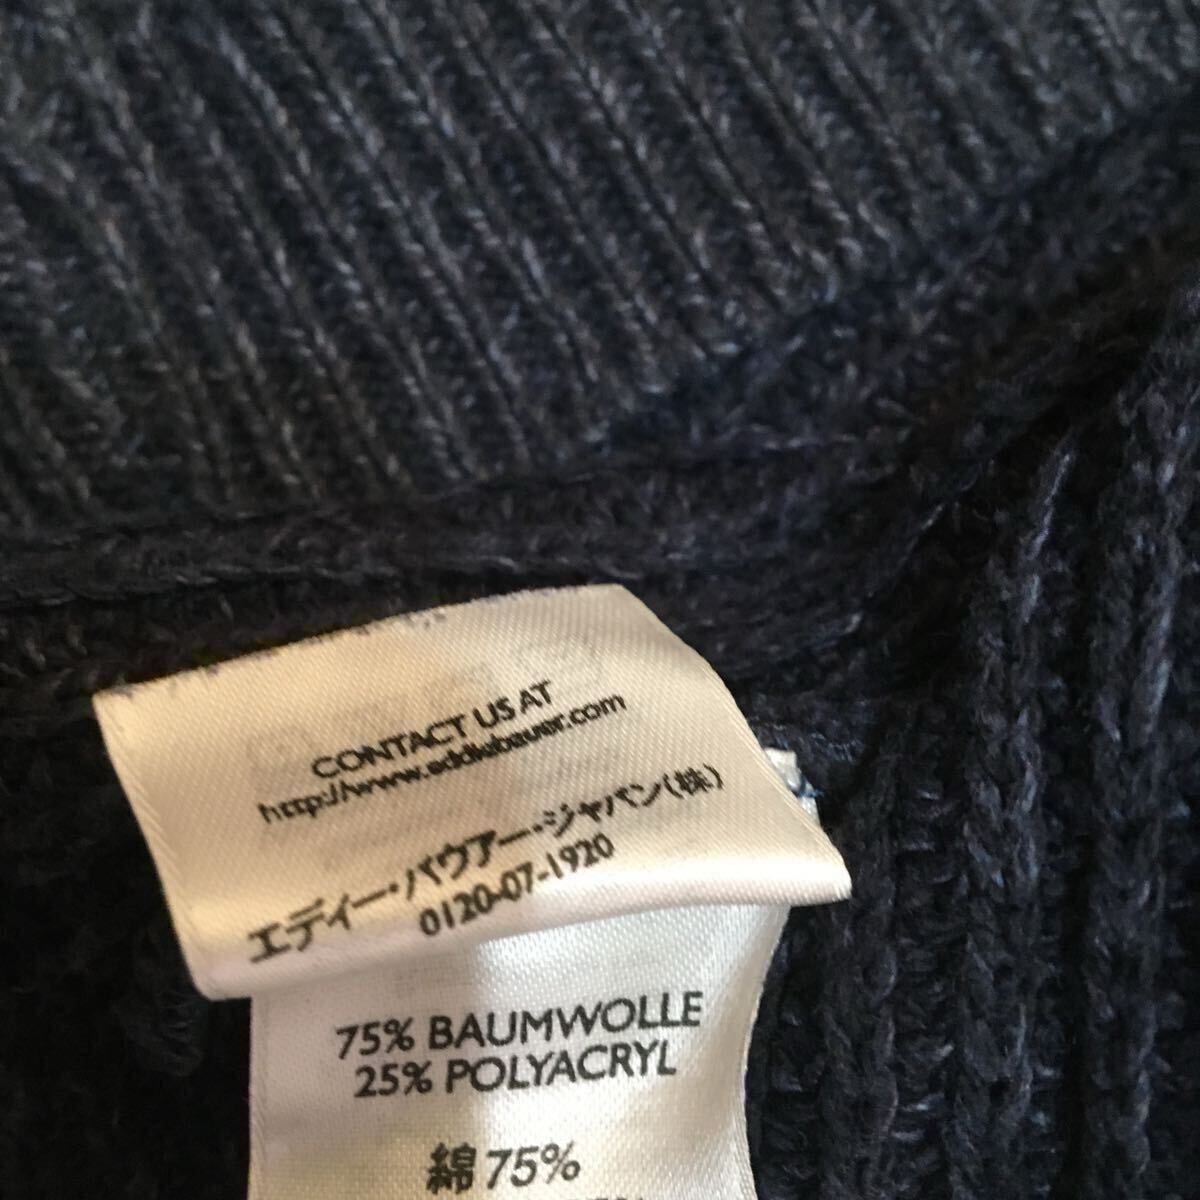 CONTACT US AT
http://www.eddiebauer.com
エディー・バウアー・ジャパン(株)
0120-07-1920
75% BAUMWOLLE
25% POLYACRYL
綿 75%